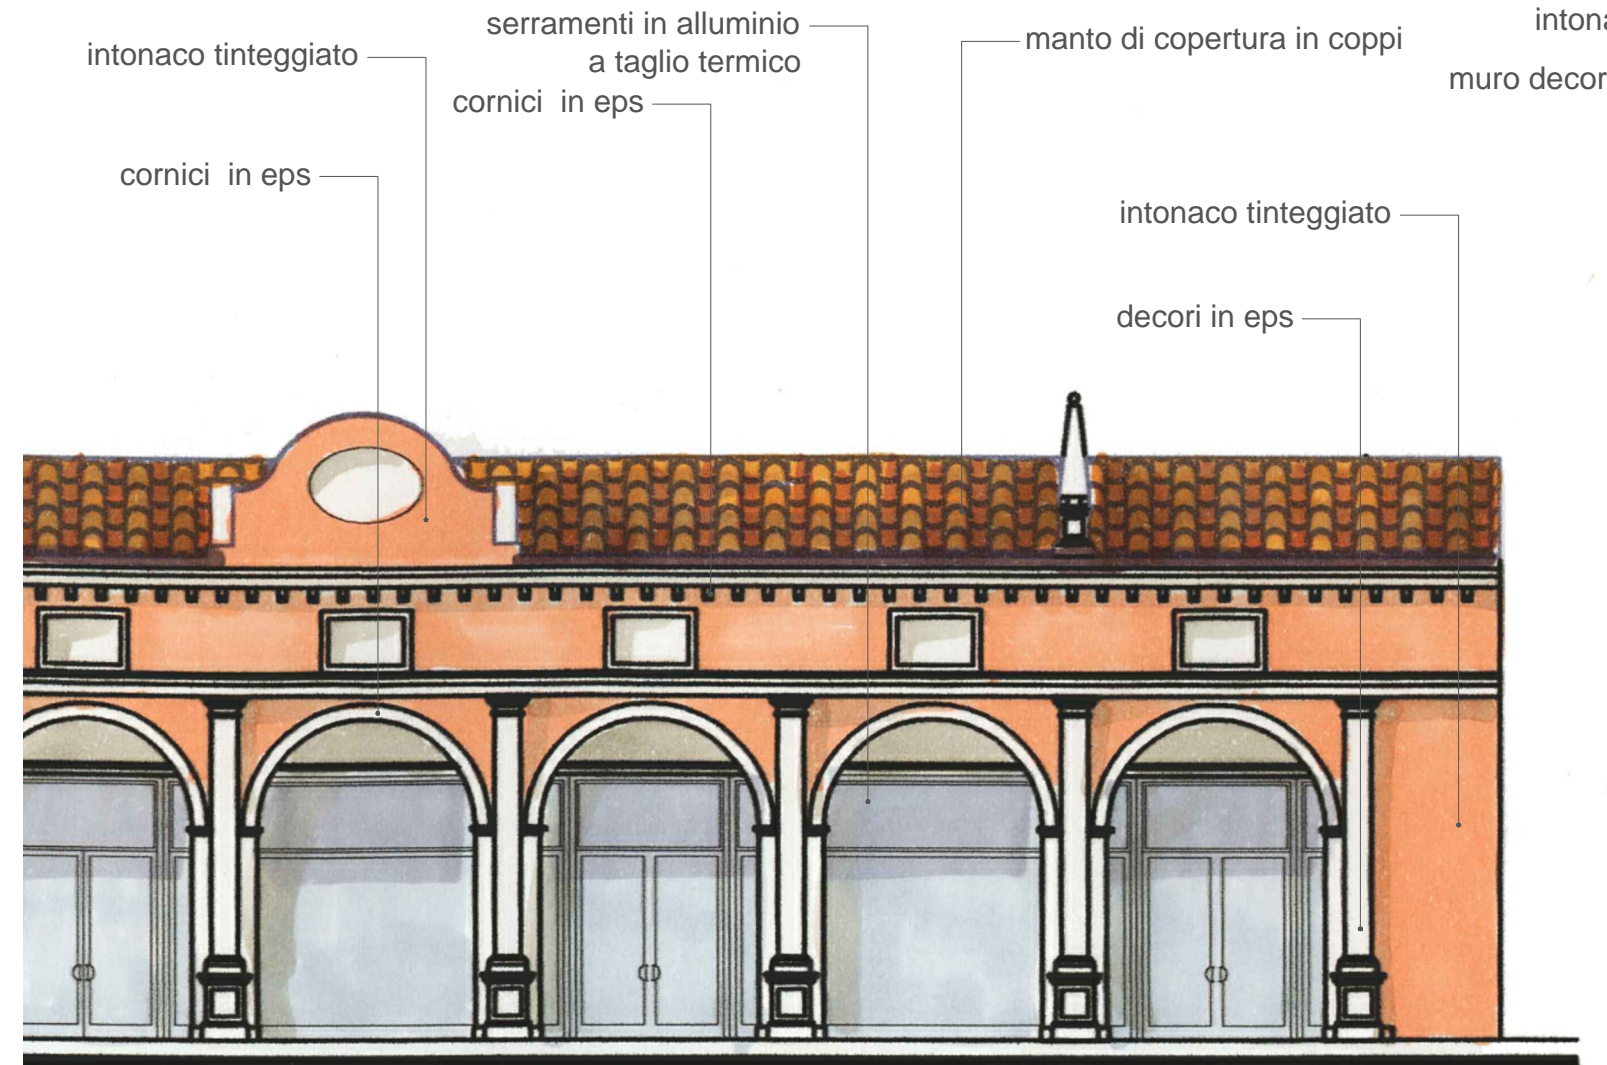 serramenti in alluminio
a taglio termico
intonaco tinteggiato
cornici in eps
cornici in eps
manto di copertura in coppi
intonaco tinteggiato
decori in eps
muro